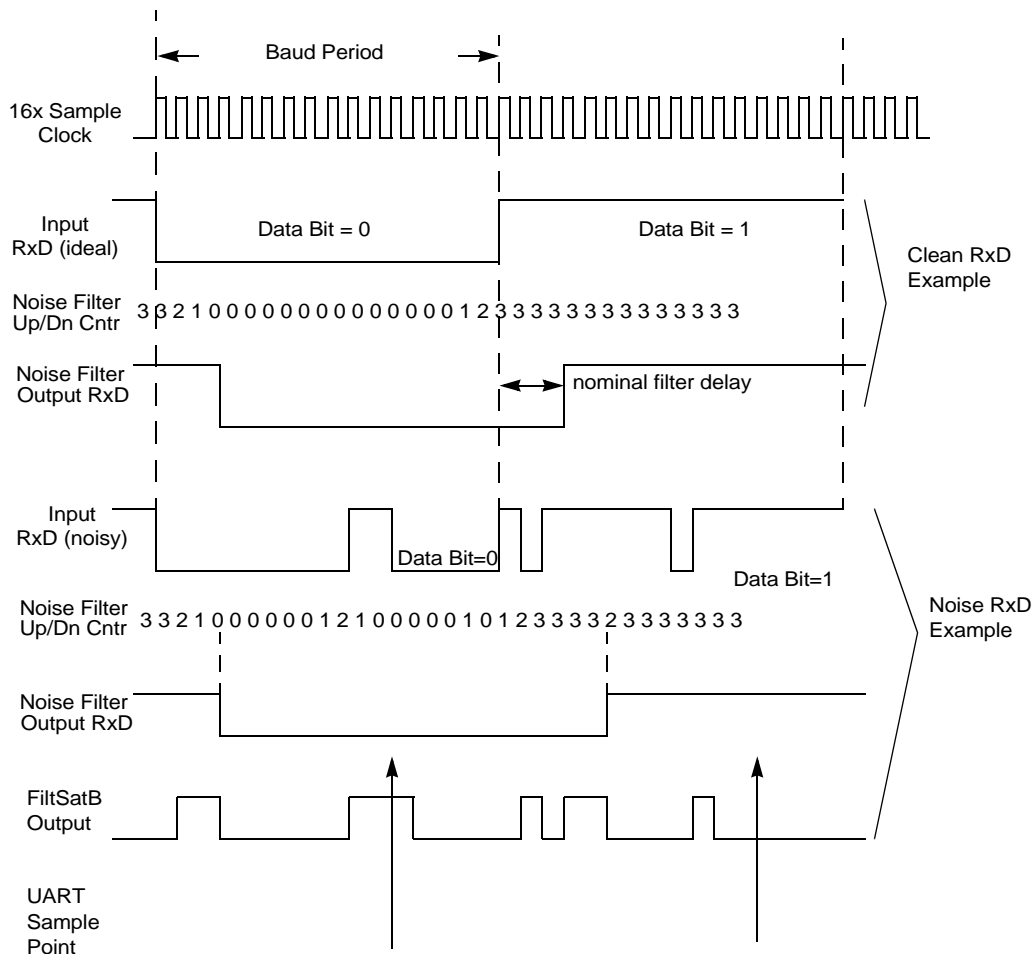 Baud Period
16x Sample
Clock
Input
RxD (ideal)
Data Bit = 0
Data Bit = 1
Clean RxD
Example
Noise Filter
Up/Dn Cntr
3 3 2 1 0 0 0 0 0 0 0 0 0 0 0 0 0 0 1 2 3 3 3 3 3 3 3 3 3 3 3 3 3 3
Noise Filter
Output RxD
nominal filter delay
Input
RxD (noisy)
Data Bit=0
Data Bit=1
Noise Filter
Up/Dn Cntr
3 3 2 1 0 0 0 0 0 0 1 2 1 0 0 0 0 0 1 0 1 2 3 3 3 3 2 3 3 3 3 3 3 3
Noise RxD
Example
Noise Filter
Output RxD
FiltSatB
Output
UART
Sample
Point